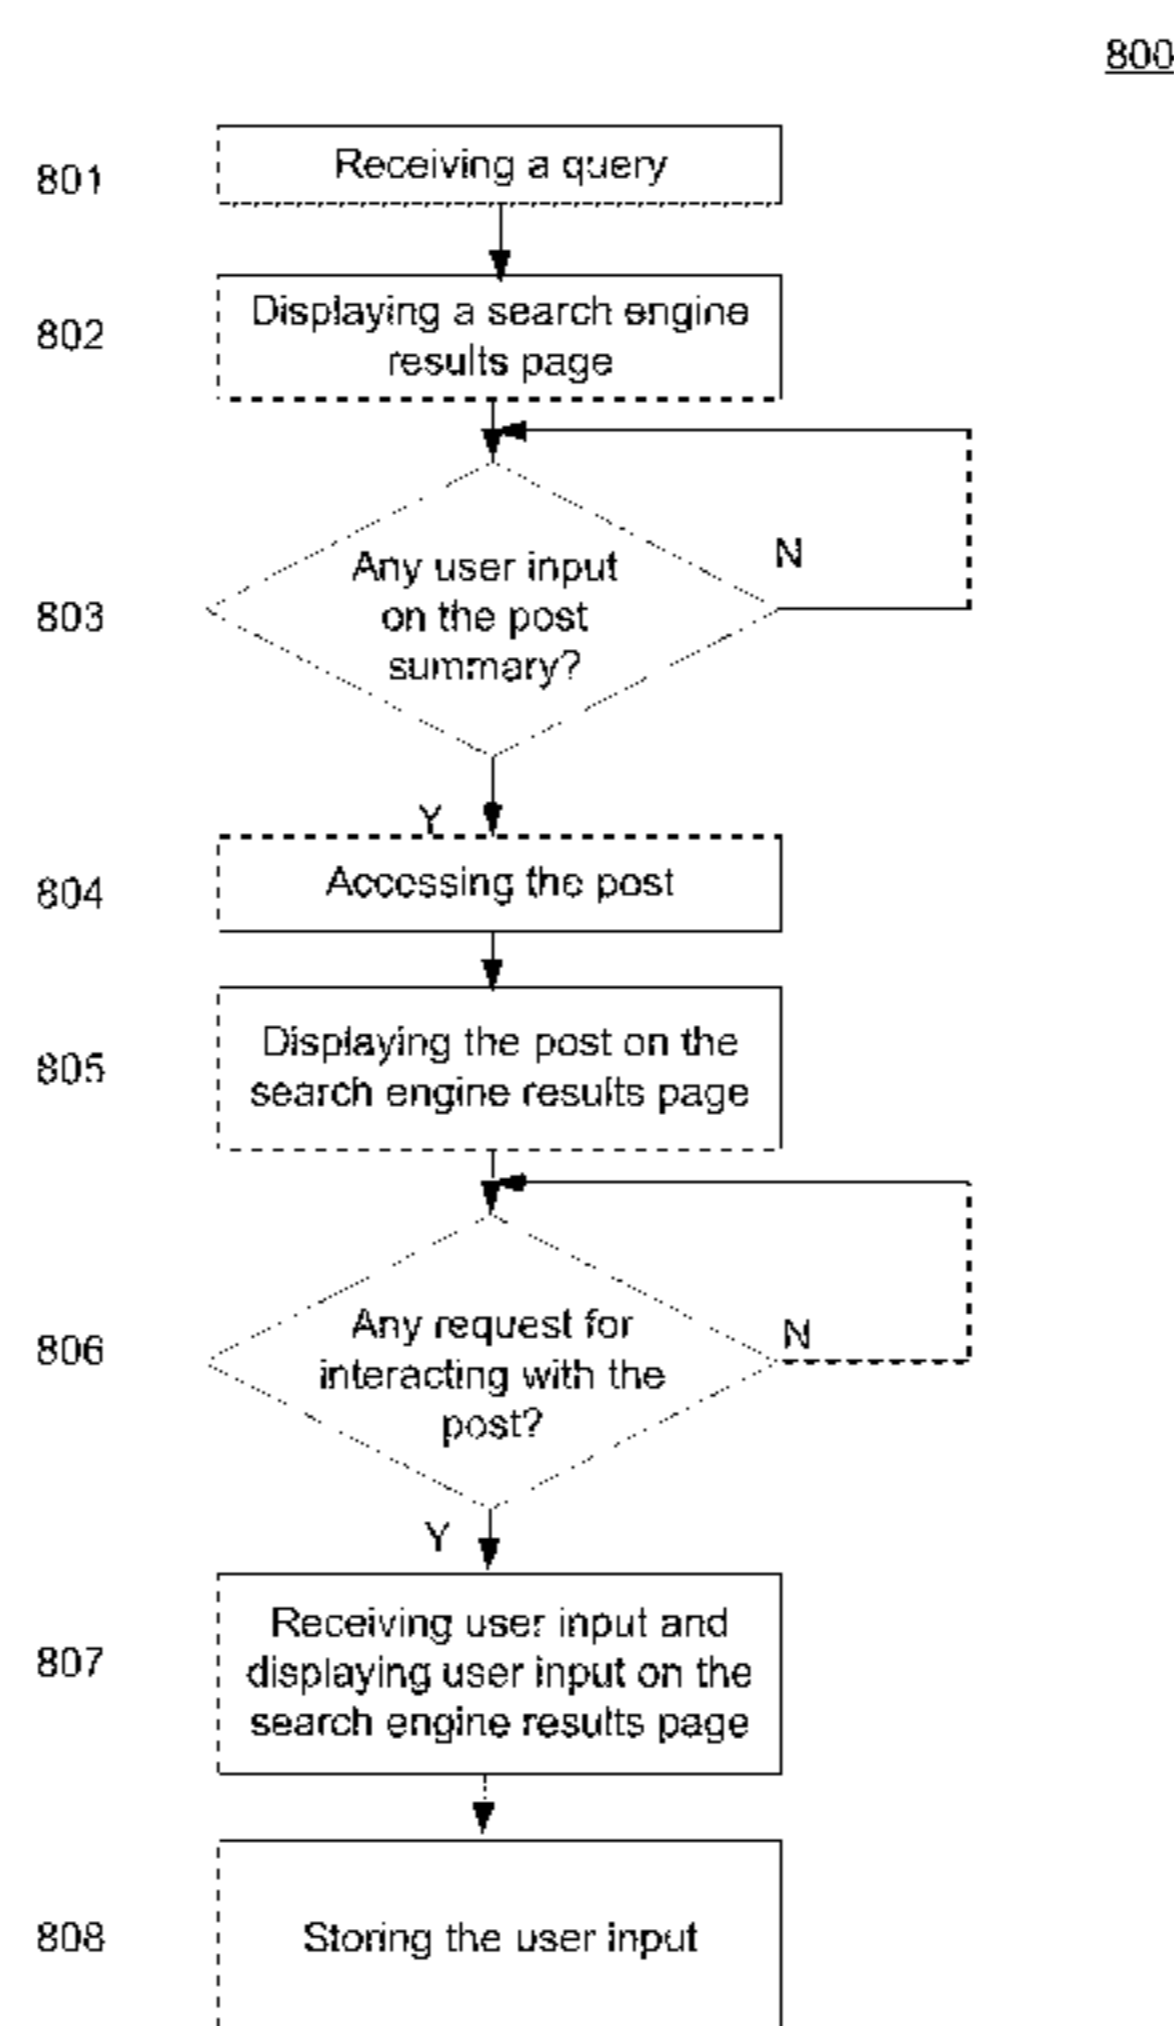 800
801
Receiving a query
802
Displaying a search engine
results page
803
Any user input
on the post
summary?
N
Y
804
Accessing the post
805
Displaying the post on the
search engine results page
806
Any request for
interacting with the
post?
N
Y
807
Receiving user input and
displaying user input on the
search engine results page
808
Storing the user input